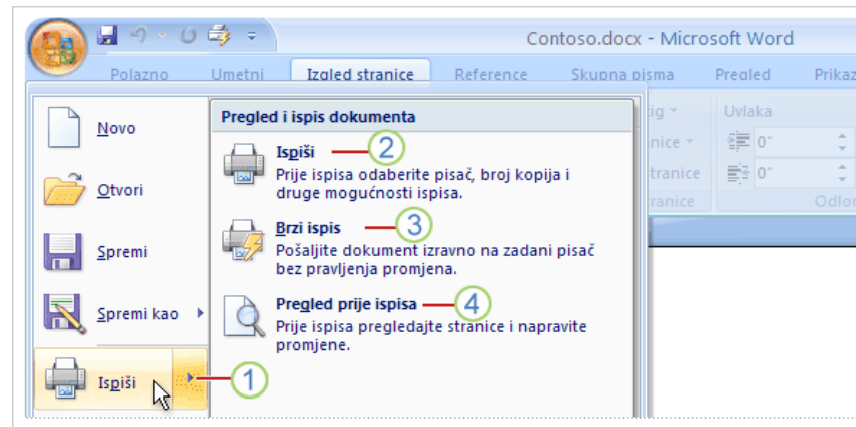 Contoso.docx - Microsoft Word
Polazno Umetni Izgled stranice Reference Skupna pisma Pregled Prikaz
Novo
Otvori
Spremi
Spremi kao
Ispiši
1
Pregled i ispis dokumenta
Ispiši 2
Prije ispisa odaberite pisač, broj kopija i
druge mogućnosti ispisa.
Brzi ispis 3
Pošaljite dokument izravno na zadani pisač
bez pravljenja promjena.
Pregled prije ispisa 4
Prije ispisa pregledajte stranice i napravite
promjene.
Uvlaka
nice
0"
tranice
0"
ranice